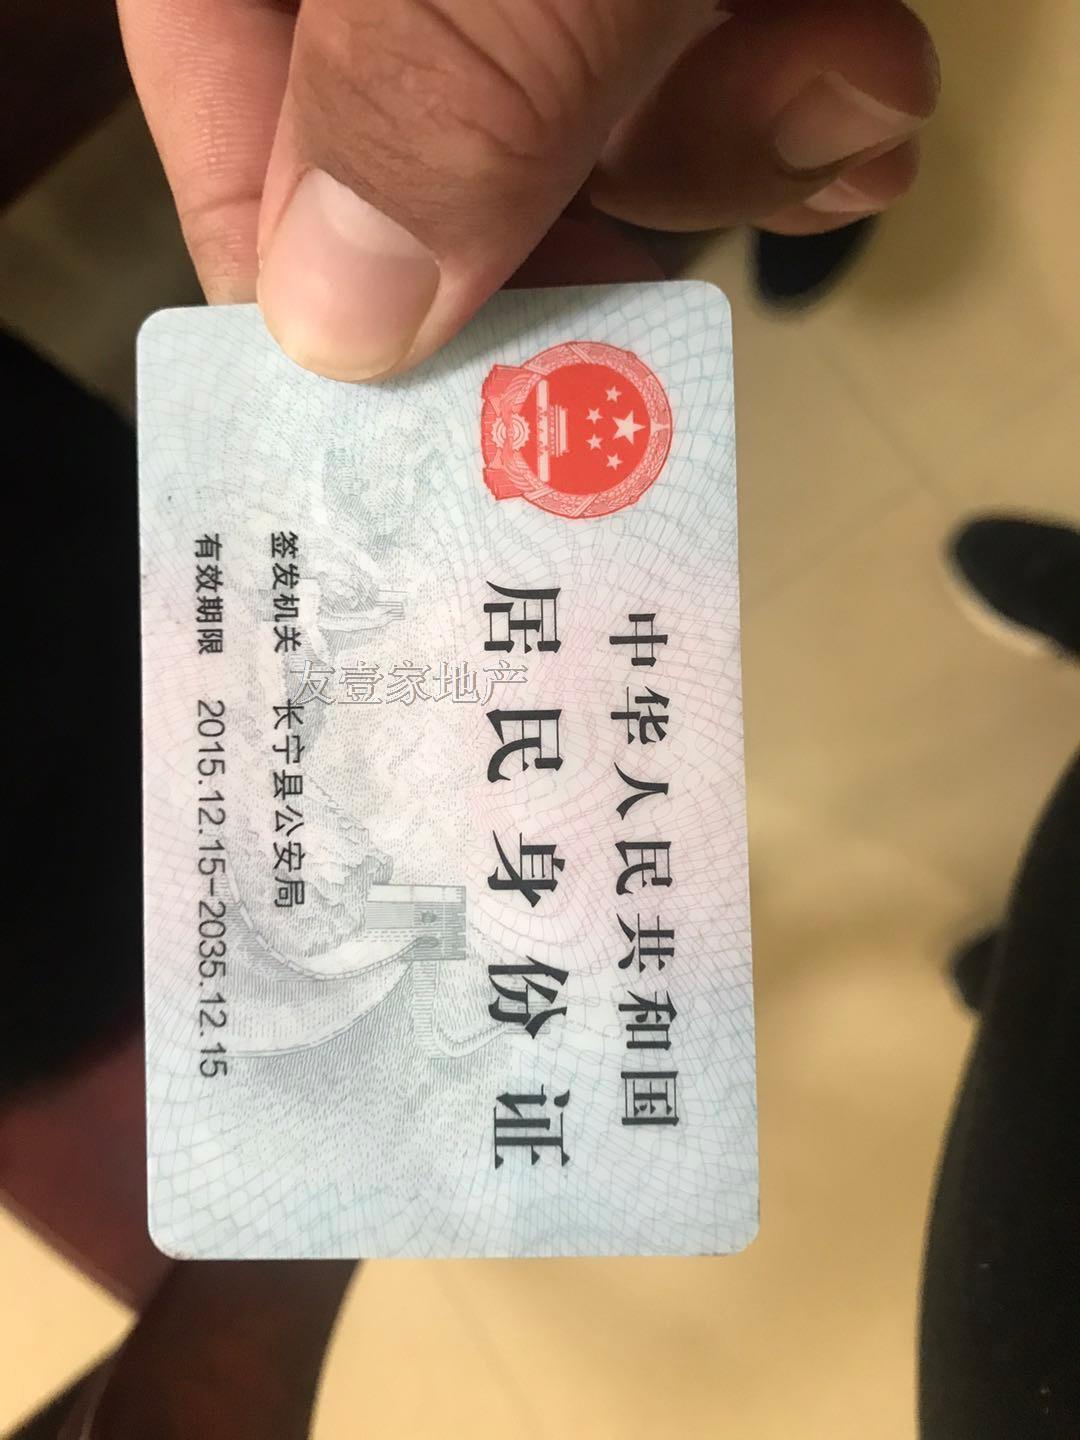 中华人民共和国
居民身份证
签发机关 长宁县公安局
有效期限 2015.12.15-2035.12.15
友壹家地产